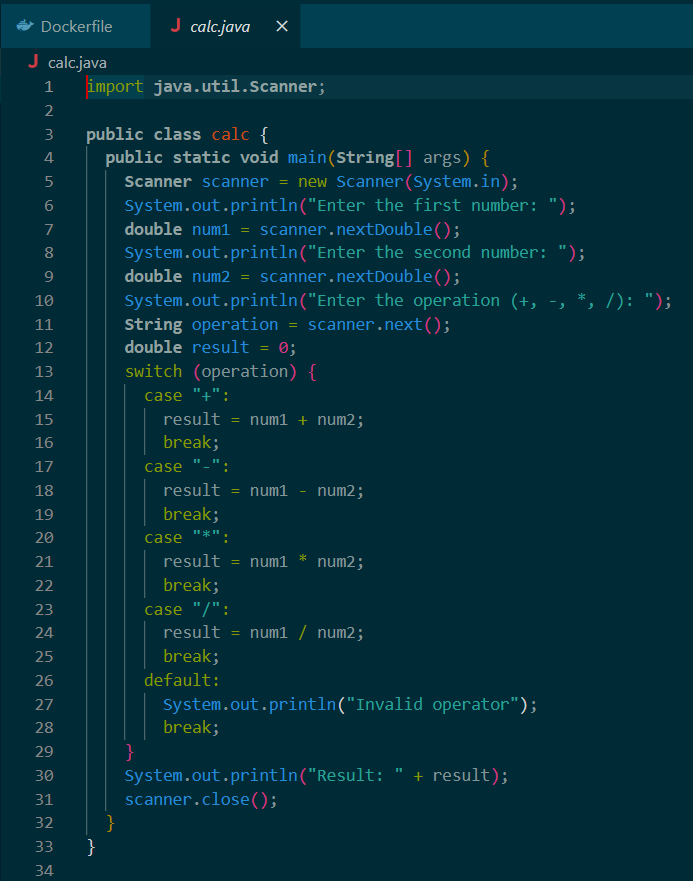 Dockerfile J calc.java ×
J calc.java
1 import java.util.Scanner;
2
3 public class calc {
4 public static void main(String[] args) {
5 Scanner scanner = new Scanner(System.in);
6 System.out.println("Enter the first number: ");
7 double num1 = scanner.nextDouble();
8 System.out.println("Enter the second number: ");
9 double num2 = scanner.nextDouble();
10 System.out.println("Enter the operation (+, -, *, /): ");
11 String operation = scanner.next();
12 double result = 0;
13 switch (operation) {
14 case "+":
15 result = num1 + num2;
16 break;
17 case "-":
18 result = num1 - num2;
19 break;
20 case "*":
21 result = num1 * num2;
22 break;
23 case "/":
24 result = num1 / num2;
25 break;
26 default:
27 System.out.println("Invalid operator");
28 break;
29 }
30 System.out.println("Result: " + result);
31 scanner.close();
32 }
33 }
34